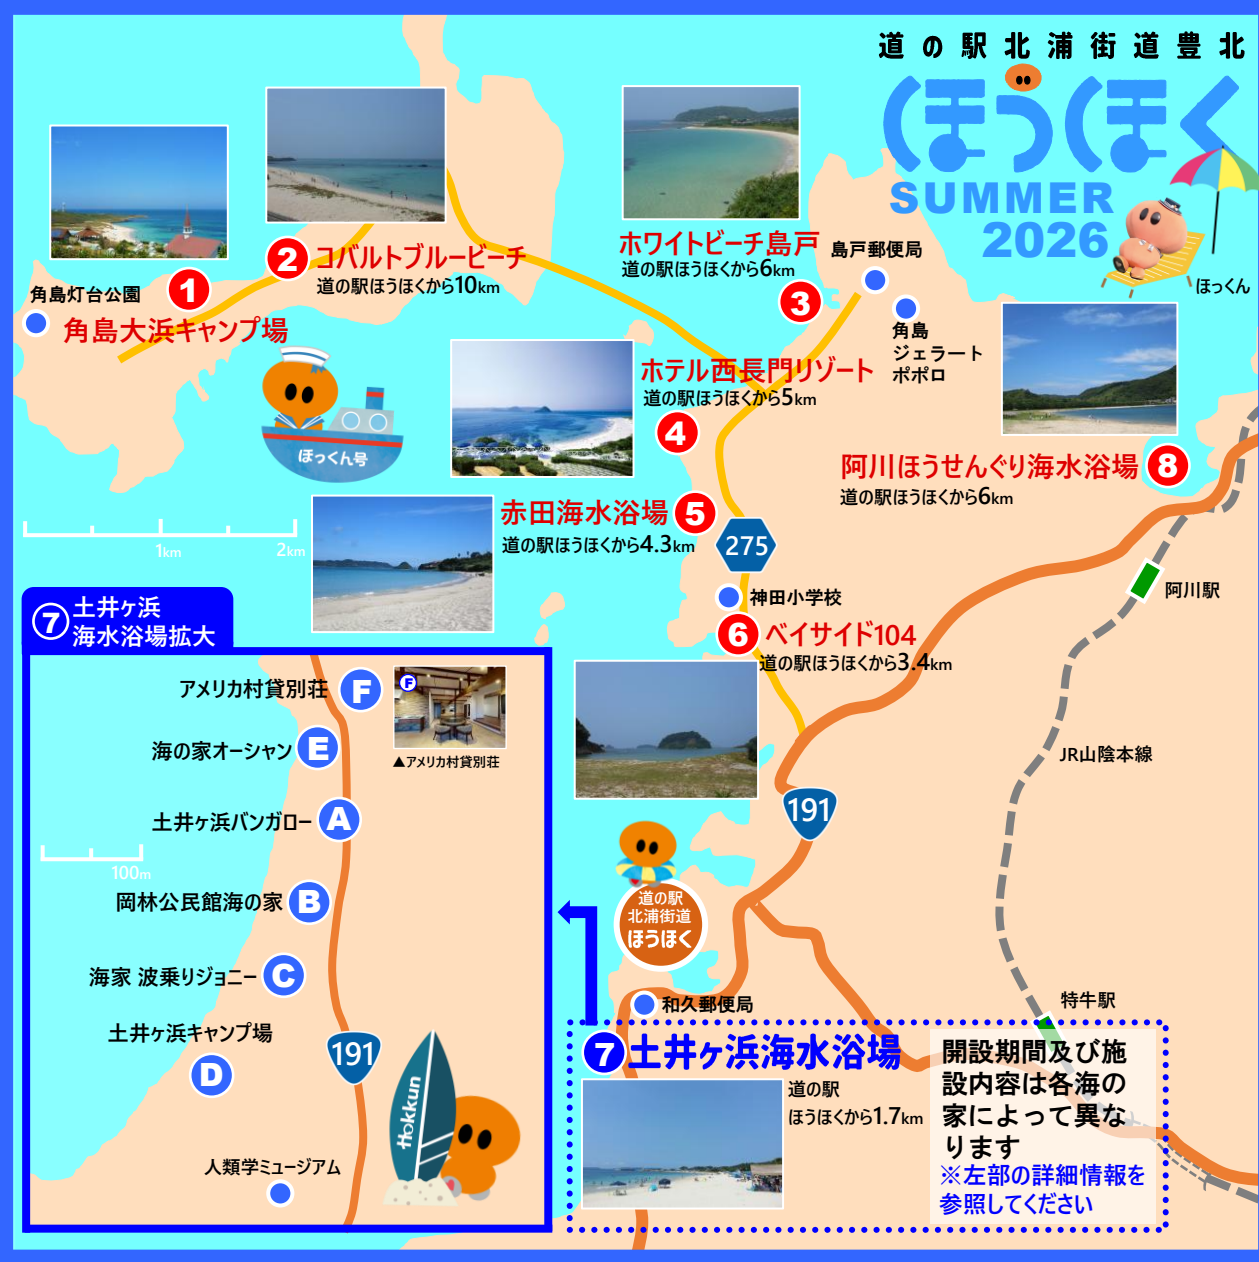 道の駅北浦街道豊北
ほうほく
SUMMER
2026
ほっくん
1
角島灯台公園
角島大浜キャンプ場
2
コバルトブルービーチ
道の駅ほうほくから10km
ホワイトビーチ島戸
道の駅ほうほくから6km
3
島戸郵便局
角島
ジェラート
ポポロ
ほっくん号
ホテル西長門リゾート
道の駅ほうほくから5km
4
阿川ほうせんぐり海水浴場
8
道の駅ほうほくから6km
赤田海水浴場
5
道の駅ほうほくから4.3km
275
1km
2km
神田小学校
6
ベイサイド104
道の駅ほうほくから3.4km
阿川駅
JR山陰本線
191
道の駅
北浦街道
ほうほく
和久郵便局
特牛駅
7
土井ヶ浜海水浴場
道の駅
ほうほくから1.7km
開設期間及び施
設内容は各海の
家によって異な
ります
※左部の詳細情報を
参照してください
7
土井ヶ浜
海水浴場拡大
アメリカ村貸別荘
F
F
▲アメリカ村貸別荘
海の家オーシャン
E
土井ヶ浜バンガロー
A
100m
岡林公民館海の家
B
海家 波乗りジョニー
C
土井ヶ浜キャンプ場
D
191
Hokkun
人類学ミュージアム